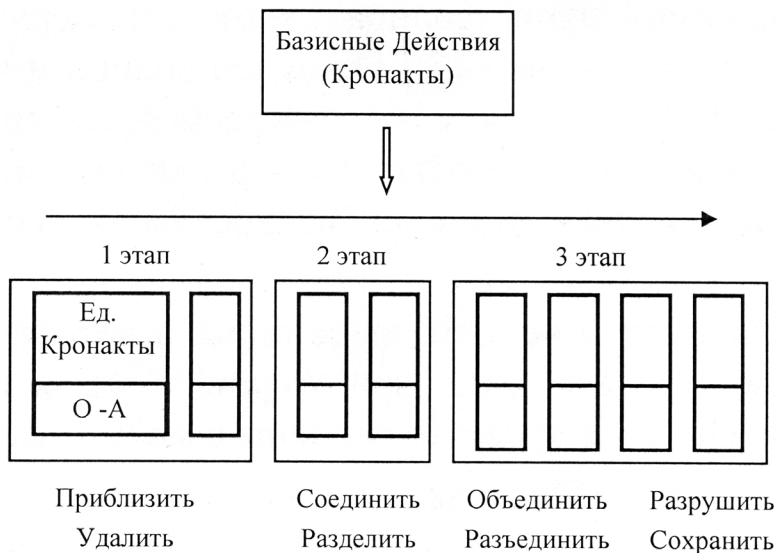 Базисные Действия
(Кронакты)
1 этап
2 этап
3 этап
Ед.
Кронакты
О -А
Приблизить
Удалить
Соединить
Разделить
Объединить
Разъединить
Разрушить
Сохранить